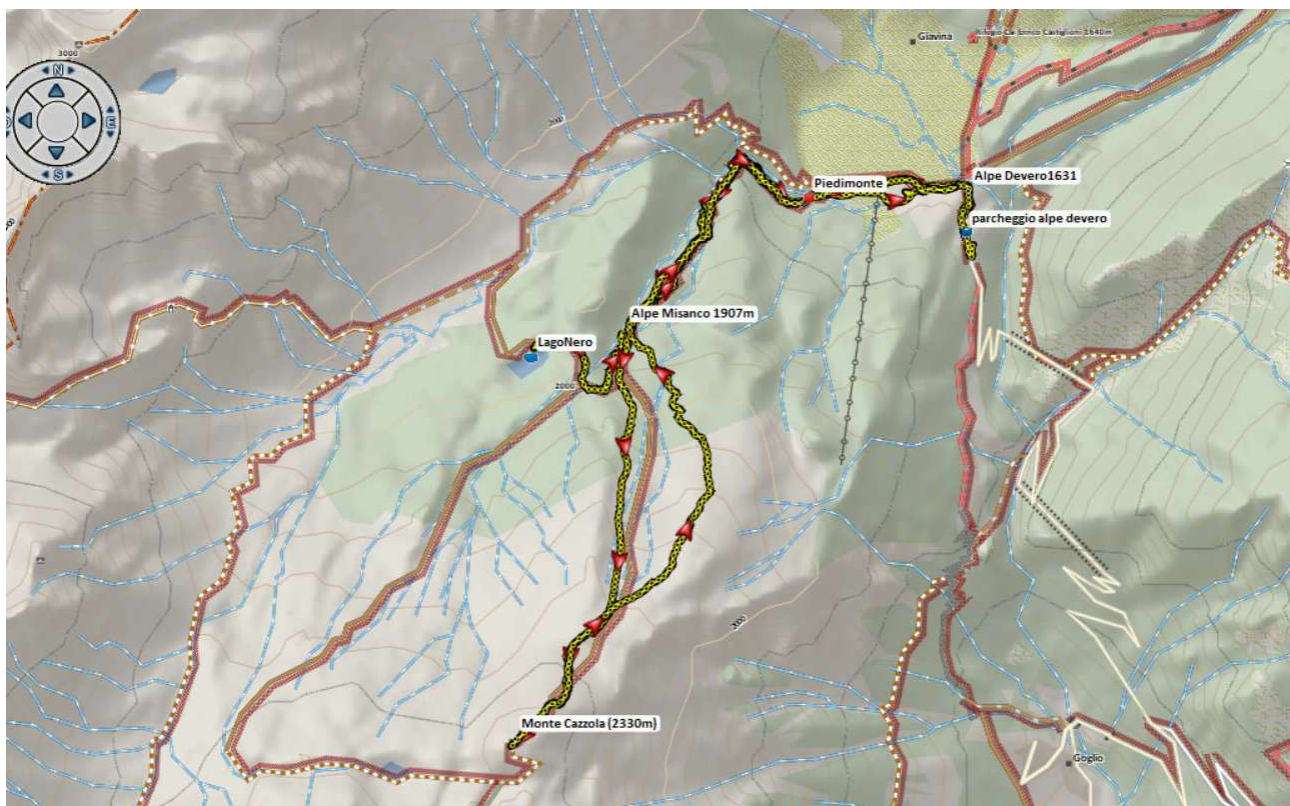 3000
N
E
S
O
2000
Giavina
Rifugio Cai Enrico Castiglioni 1640m
Piedimonte
Alpe Devero1631
parcheggio alpe devero
Alpe Misanco 1907m
LagoNero
2000
2000
Monte Cazzola (2330m)
Goglio